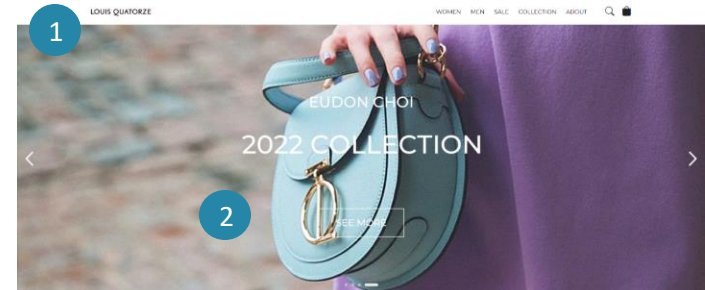 1
LOUIS QUATORZE
WOMEN MEN SALE COLLECTION ABOUT
EUDON CHOI
2022 COLLECTION
2
SEE MORE